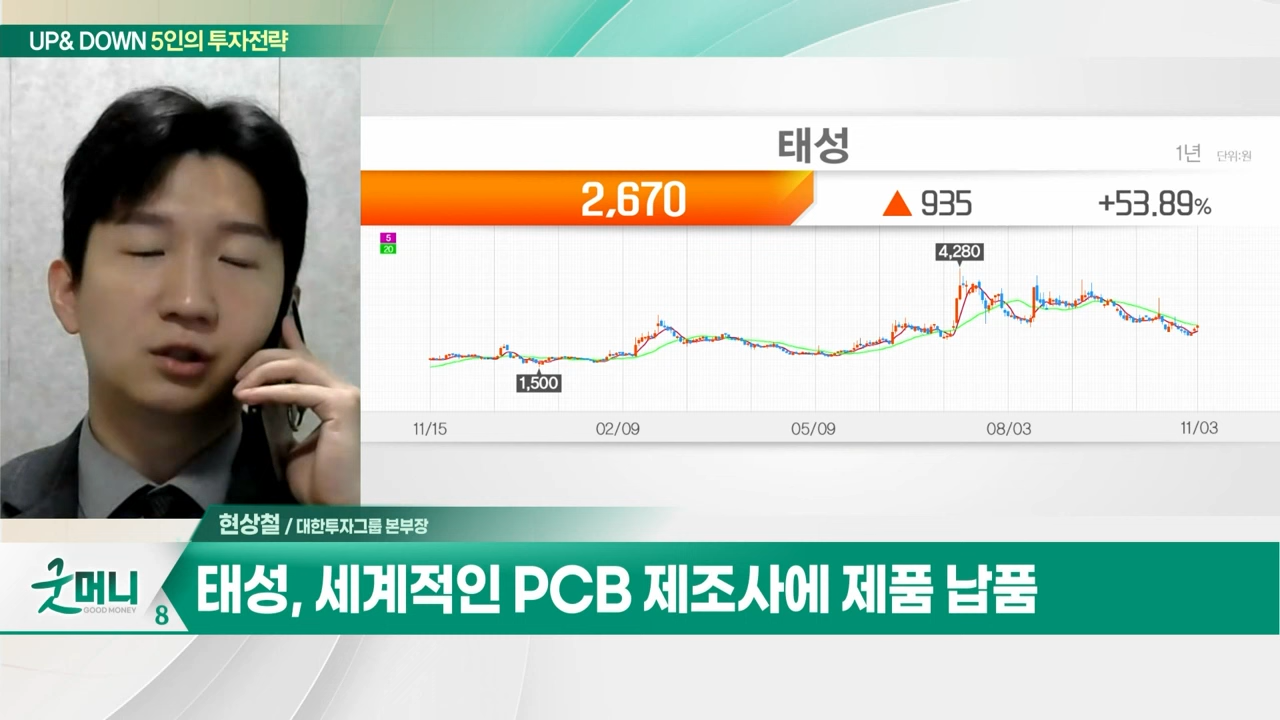 UP& DOWN 5인의 투자전략
태성
1년 단위:원
2,670 ▲ 935 +53.89%
5
20
4,280
1,500
11/15 02/09 05/09 08/03 11/03
현상철 / 대한투자그룹 본부장
굿머니
GOOD MONEY
8
태성, 세계적인 PCB 제조사에 제품 납품